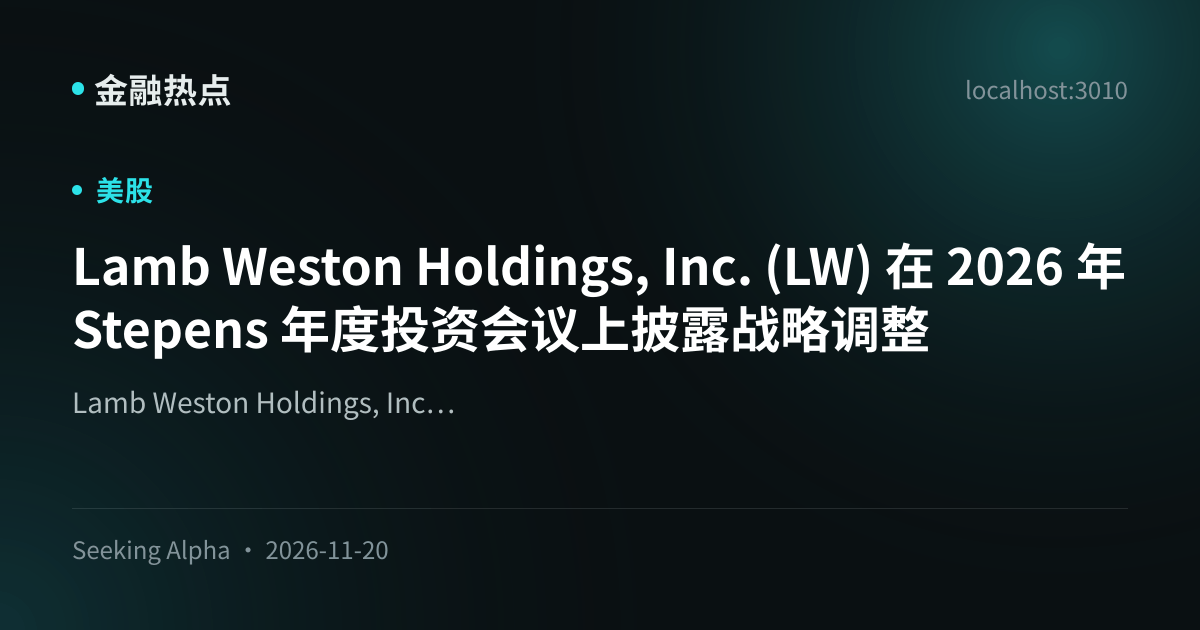 金融热点
localhost:3010
美股
Lamb Weston Holdings, Inc. (LW) 在 2026 年
Stepens 年度投资会议上披露战略调整
Lamb Weston Holdings, Inc…
Seeking Alpha · 2026-11-20